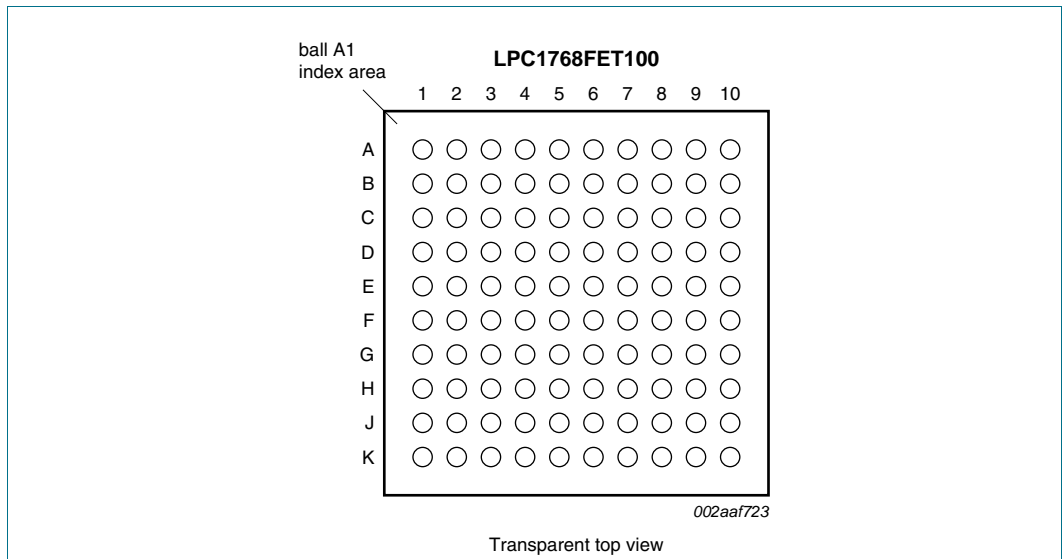 ball A1
index area
LPC1768FET100
1 2 3 4 5 6 7 8 9 10
A
B
C
D
E
F
G
H
J
K
002aaf723
Transparent top view